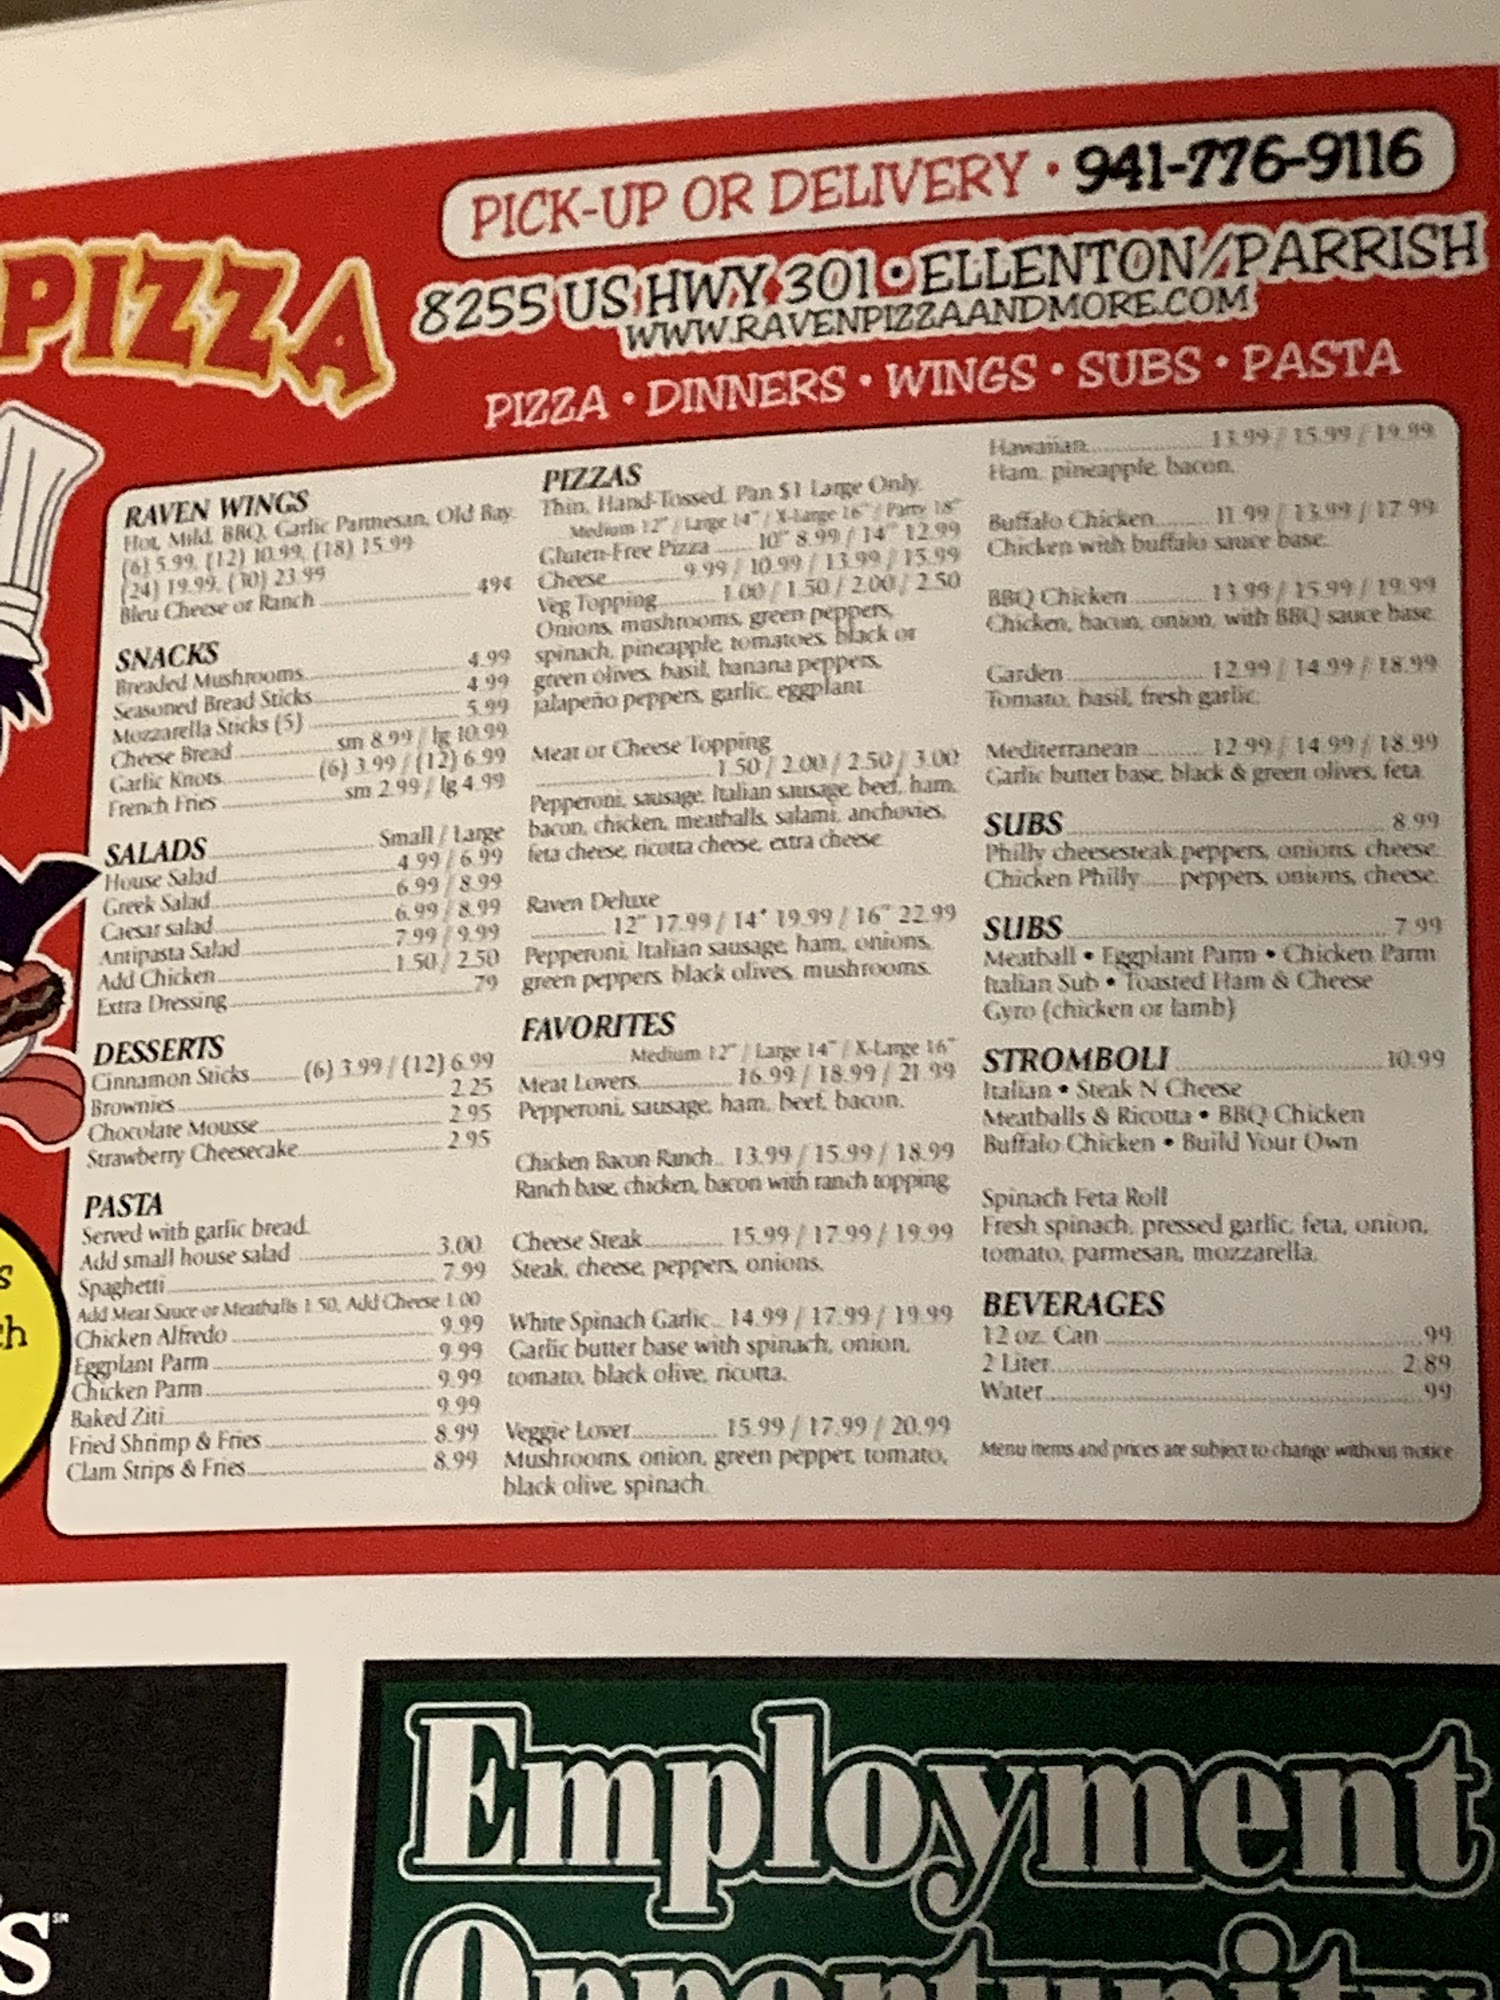 PICK-UP OR DELIVERY • 941-776-9116
PIZZA
8255 US HWY 301 • ELLENTON/PARRISH
WWW.RAVENPIZZAANDMORE.COM
PIZZA • DINNERS • WINGS • SUBS • PASTA
RAVEN WINGS
Hot, Mild, BBQ, Garlic Parmesan, Old Bay.
(6) 5.99, (12) 10.99, (18) 15.99
(24) 19.99, (30) 23.99
Bleu Cheese or Ranch 49¢
SNACKS
Breaded Mushrooms 4.99
Seasoned Bread Sticks 4.99
Mozzarella Sticks (5) 5.99
Cheese Bread sm 8.99 / lg 10.99
Garlic Knots (6) 3.99 / (12) 6.99
French Fries sm 2.99 / lg 4.99
SALADS Small / Large
House Salad 4.99 / 6.99
Greek Salad 6.99 / 8.99
Caesar salad 6.99 / 8.99
Antipasta Salad 7.99 / 9.99
Add Chicken 1.50 / 2.50
Extra Dressing .79
DESSERTS
Cinnamon Sticks (6) 3.99 / (12) 6.99
Brownies 2.25
Chocolate Mousse 2.95
Strawberry Cheesecake 2.95
PASTA
Served with garlic bread.
Add small house salad 3.00
Spaghetti 7.99
Add Meat Sauce or Meatballs 1.50, Add Cheese 1.00
Chicken Alfredo 9.99
Eggplant Parm 9.99
Chicken Parm 9.99
Baked Ziti 9.99
Fried Shrimp & Fries 8.99
Clam Strips & Fries 8.99
PIZZAS
Thin, Hand-Tossed, Pan $1 Large Only.
Medium 12" / Large 14" / X-Large 16" / Party 18"
Gluten-Free Pizza 10" 8.99 / 14" 12.99
Cheese 9.99 / 10.99 / 13.99 / 15.99
Veg Topping 1.00 / 1.50 / 2.00 / 2.50
Onions, mushrooms, green peppers,
spinach, pineapple, tomatoes, black or
green olives, basil, banana peppers,
jalapeño peppers, garlic, eggplant
Meat or Cheese Topping
1.50 / 2.00 / 2.50 / 3.00
Pepperoni, sausage, Italian sausage, beef, ham,
bacon, chicken, meatballs, salami, anchovies,
feta cheese, ricotta cheese, extra cheese
Raven Deluxe
12" 17.99 / 14" 19.99 / 16" 22.99
Pepperoni, Italian sausage, ham, onions,
green peppers, black olives, mushrooms.
FAVORITES
Medium 12" / Large 14" / X-Large 16"
Meat Lovers 16.99 / 18.99 / 21.99
Pepperoni, sausage, ham, beef, bacon.
Chicken Bacon Ranch 13.99 / 15.99 / 18.99
Ranch base, chicken, bacon with ranch topping
Cheese Steak 15.99 / 17.99 / 19.99
Steak, cheese, peppers, onions.
White Spinach Garlic 14.99 / 17.99 / 19.99
Garlic butter base with spinach, onion,
tomato, black olive, ricotta.
Veggie Lover 15.99 / 17.99 / 20.99
Mushrooms, onion, green pepper, tomato,
black olive, spinach
Hawaiian 13.99 / 15.99 / 19.99
Ham, pineapple, bacon.
Buffalo Chicken 11.99 / 13.99 / 17.99
Chicken with buffalo sauce base.
BBQ Chicken 13.99 / 15.99 / 19.99
Chicken, bacon, onion, with BBQ sauce base.
Garden 12.99 / 14.99 / 18.99
Tomato, basil, fresh garlic.
Mediterranean 12.99 / 14.99 / 18.99
Garlic butter base, black & green olives, feta.
SUBS 8.99
Philly cheesesteak peppers, onions, cheese.
Chicken Philly peppers, onions, cheese.
SUBS 7.99
Meatball • Eggplant Parm • Chicken Parm
Italian Sub • Toasted Ham & Cheese
Gyro (chicken or lamb)
STROMBOLI 10.99
Italian • Steak N Cheese
Meatballs & Ricotta • BBQ Chicken
Buffalo Chicken • Build Your Own
Spinach Feta Roll
Fresh spinach, pressed garlic, feta, onion,
tomato, parmesan, mozzarella.
BEVERAGES
12 oz. Can .99
2 Liter 2.89
Water .99
Menu items and prices are subject to change without notice
Employment
Opportunity